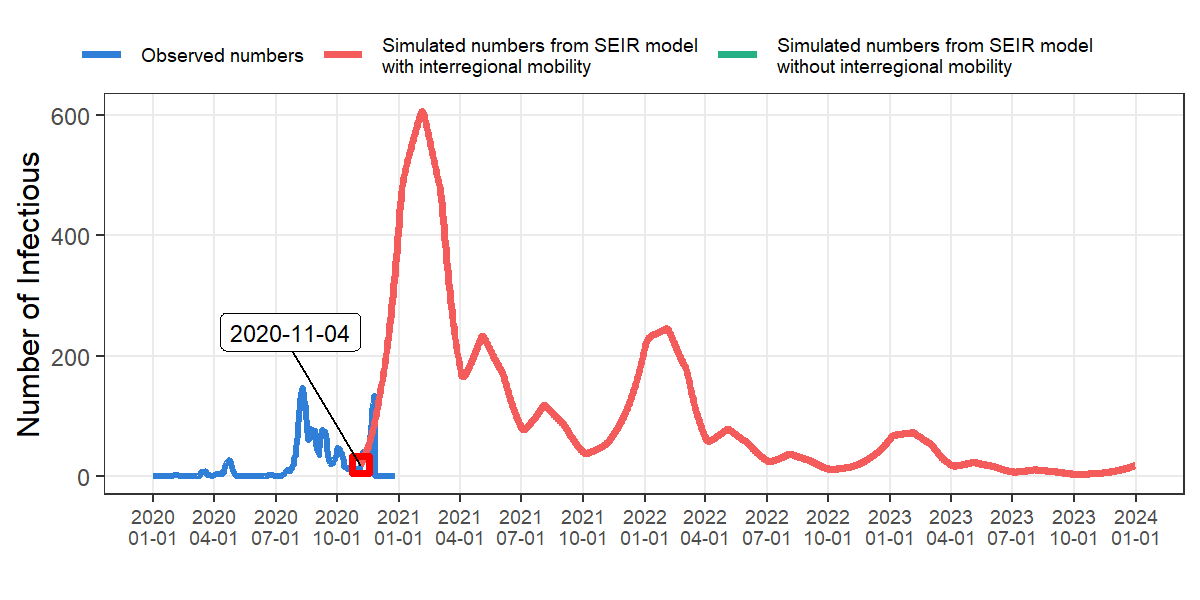 Observed numbers
Simulated numbers from SEIR model
with interregional mobility
Simulated numbers from SEIR model
without interregional mobility
Number of Infectious
600
400
200
0
2020-11-04
2020 2020 2020 2020 2021 2021 2021 2021 2022 2022 2022 2022 2023 2023 2023 2023 2024
01-01 04-01 07-01 10-01 01-01 04-01 07-01 10-01 01-01 04-01 07-01 10-01 01-01 04-01 07-01 10-01 01-01